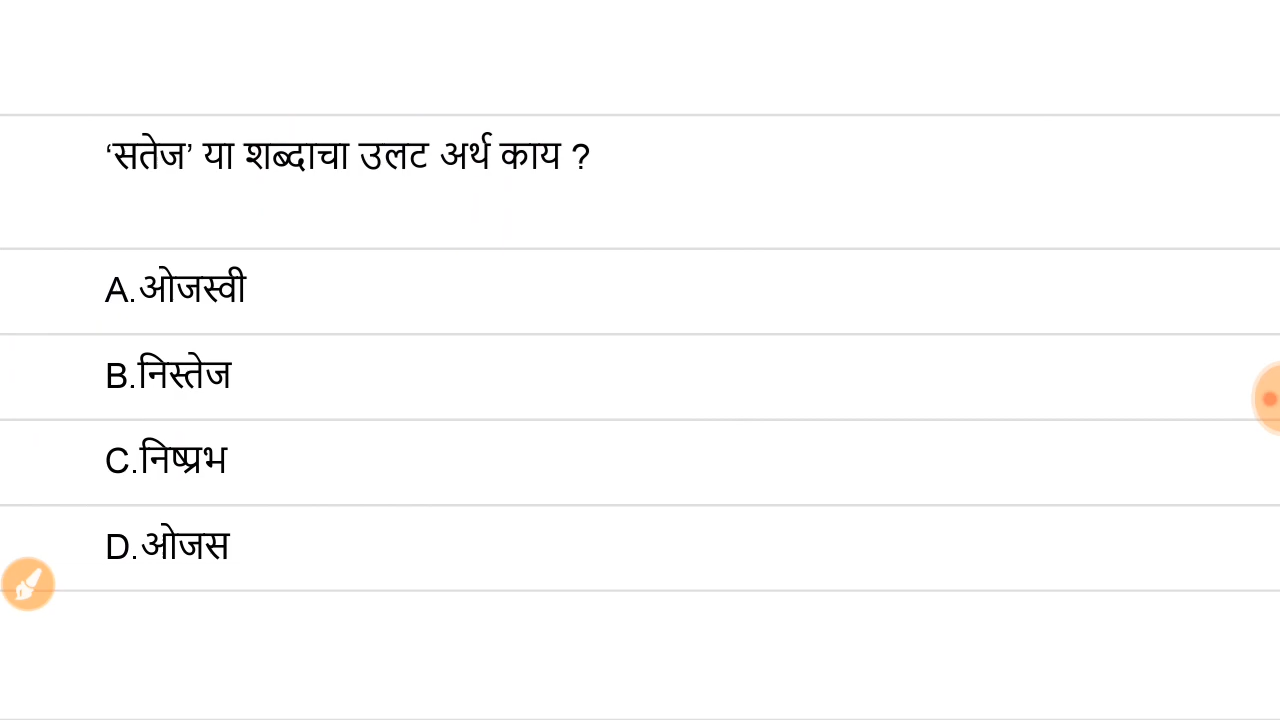 ‘सतेज’ या शब्दाचा उलट अर्थ काय ?
A.ओजस्वी
B.निस्तेज
C.निष्प्रभ
D.ओजस